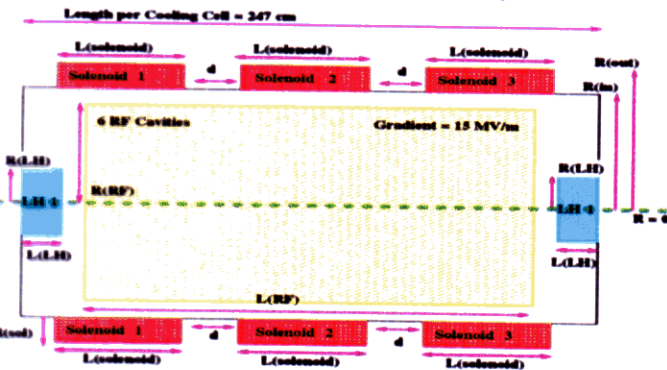 Length per Cooling Cell = 247 cm
L(solenoid) L(solenoid) L(solenoid)
R(out)
Solenoid 1 d Solenoid 2 d Solenoid 3
R(in)
6 RF Cavities Gradient = 15 MV/m
R(LH) R(LH)
R(RF)
LH LH
R = 0
L(LH) L(LH)
L(RF)
R(sol) Solenoid 1 d Solenoid 2 d Solenoid 3
L(solenoid) L(solenoid) L(solenoid)